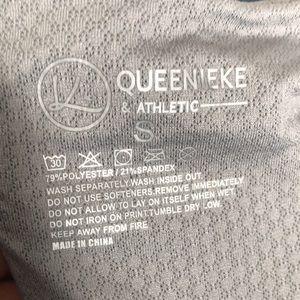 QUEENIEKE
& ATHLETIC
S
30
79%POLYESTER / 21%SPANDEX
WASH SEPARATELY.WASH INSIDE OUT.
DO NOT USE SOFTENERS.REMOVE IMMEDIATELY
DO NOT ALLOW TO LAY ON ITSELF WHEN WET.
DO NOT IRON ON PRINT.TUMBLE DRY LOW.
KEEP AWAY FROM FIRE.
MADE IN CHINA